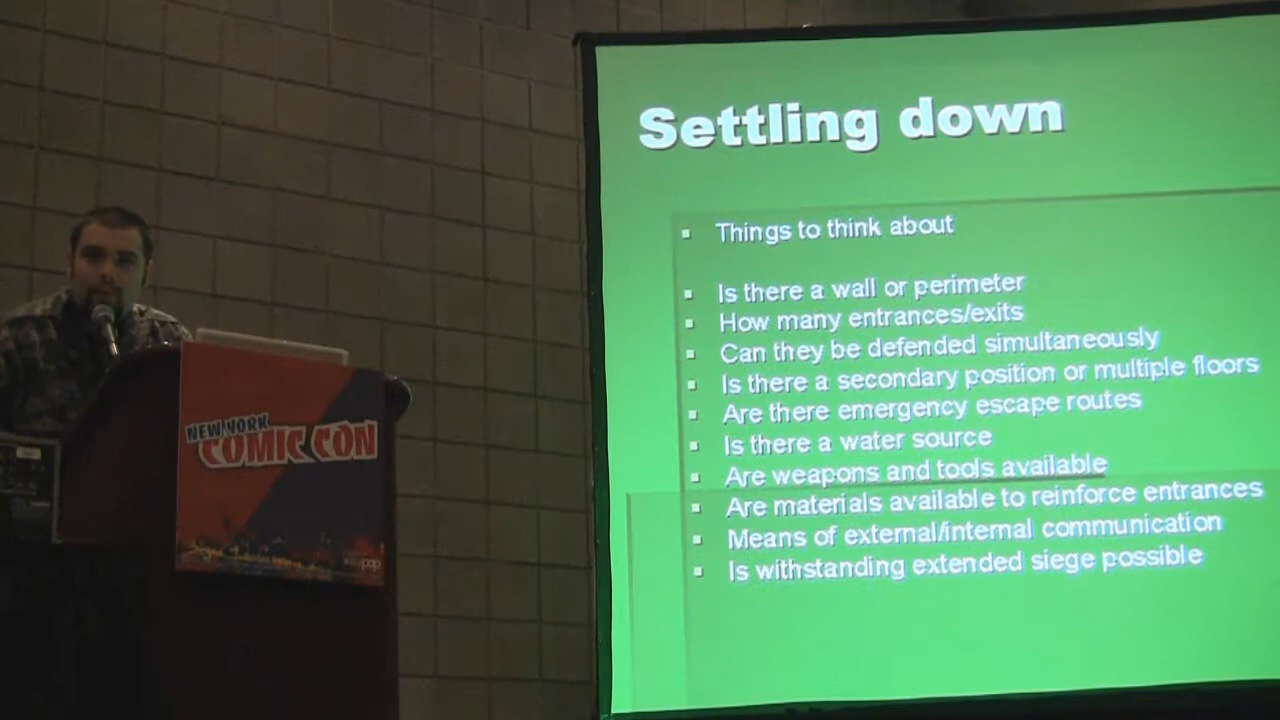 Settling down
Things to think about
Is there a wall or perimeter
How many entrances/exits
Can they be defended simultaneously
Is there a secondary position or multiple floors
Are there emergency escape routes
Is there a water source
Are weapons and tools available
Are materials available to reinforce entrances
Means of external/internal communication
Is withstanding extended siege possible
NEW YORK
COMIC CON
pop